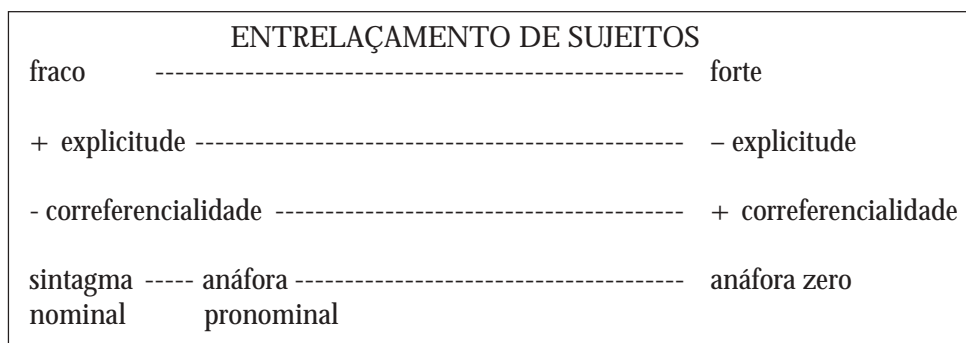 ENTRELAÇAMENTO DE SUJEITOS
fraco ----------------------------------------------------- forte
+ explicitude ------------------------------------------------- – explicitude
- correferencialidade ----------------------------------------- + correferencialidade
sintagma ----- anáfora --------------------------------------- anáfora zero
nominal pronominal